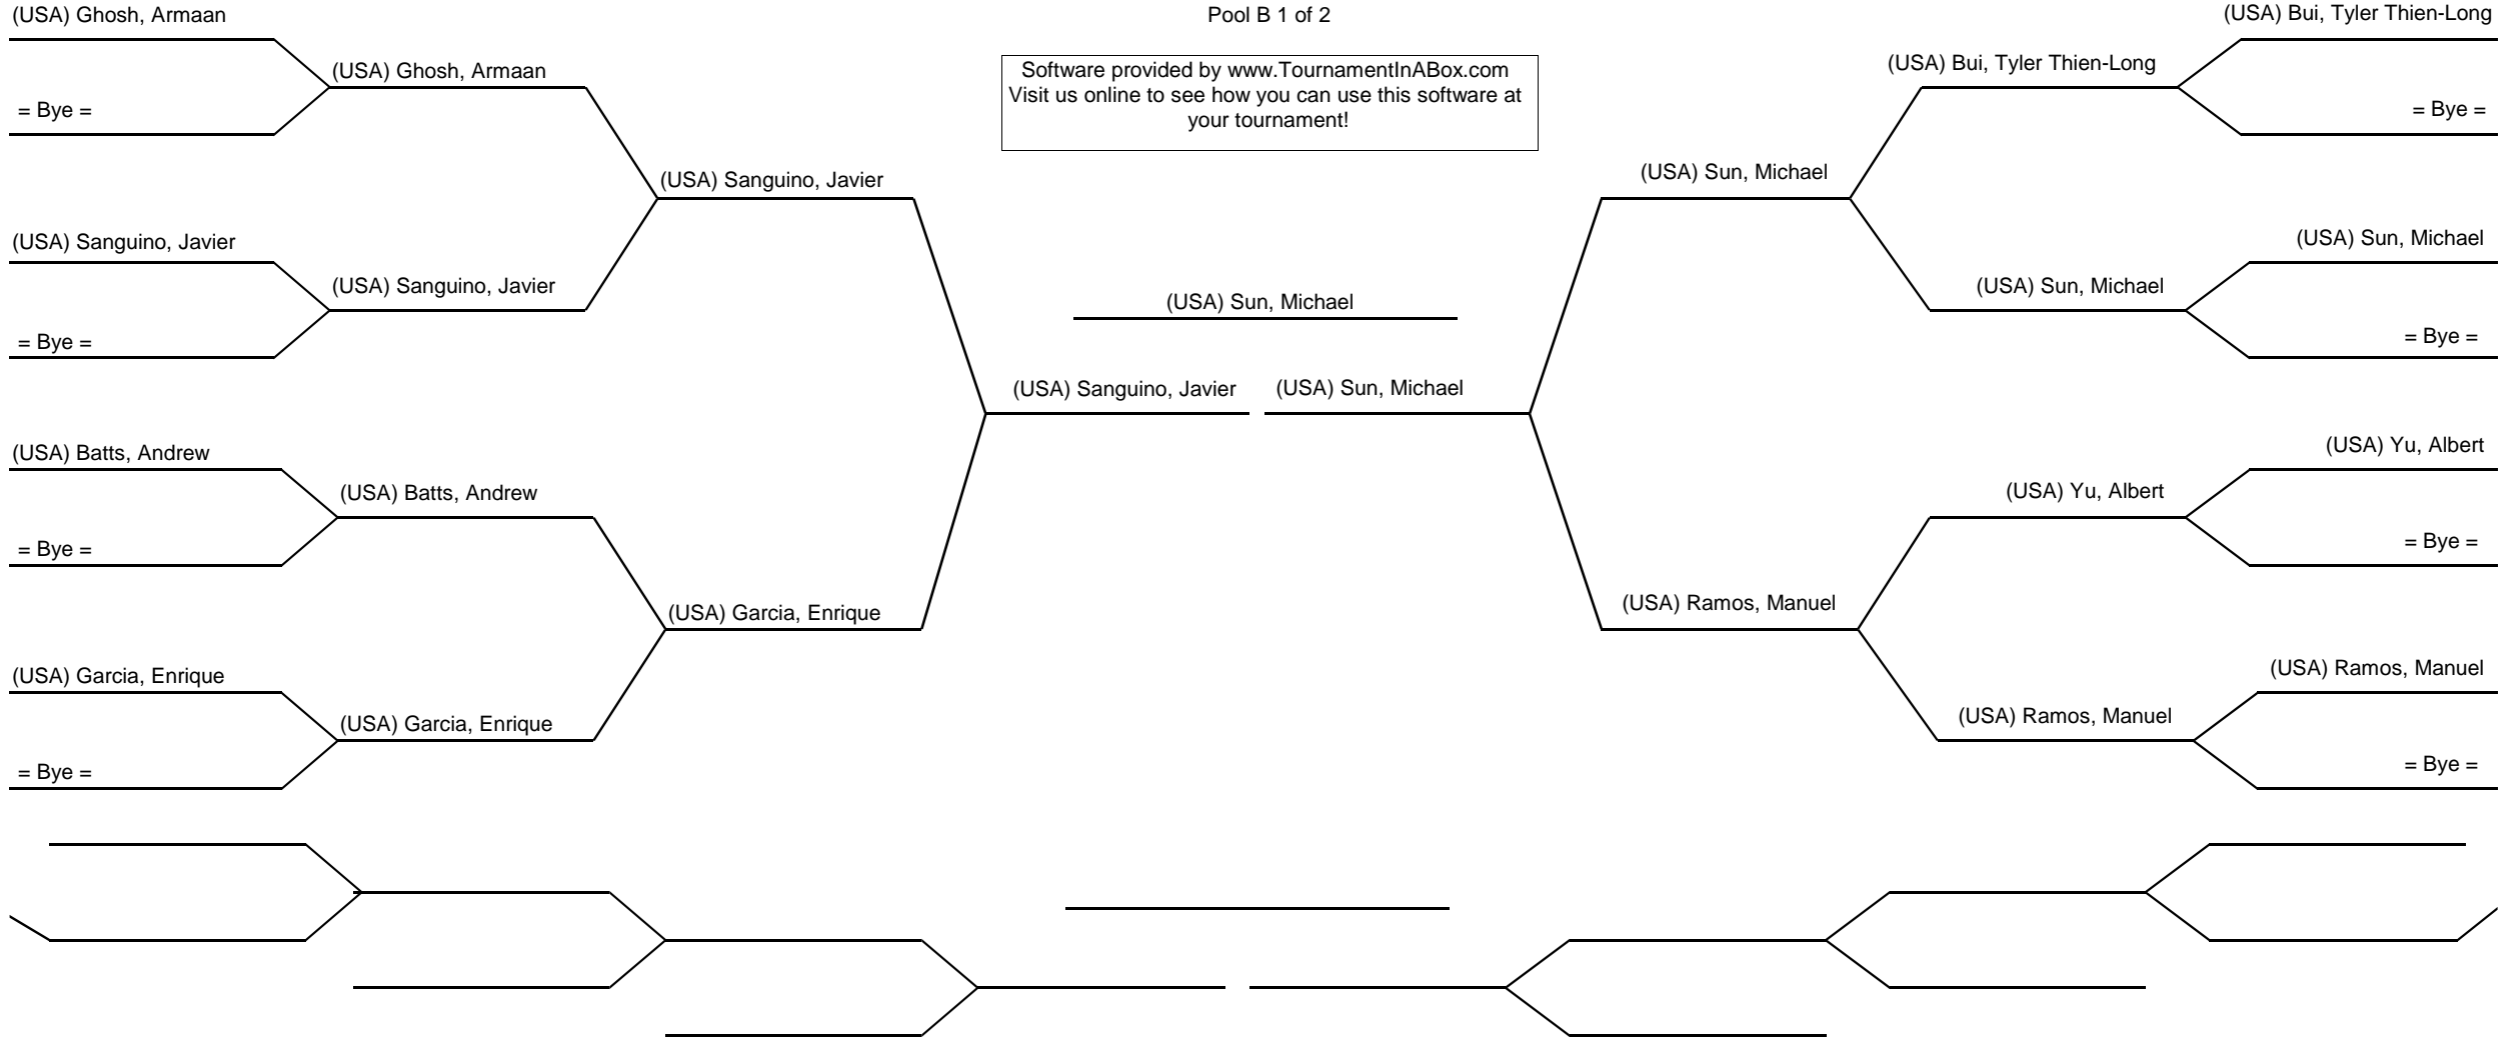 Pool B 1 of 2
Software provided by www.TournamentInABox.com
Visit us online to see how you can use this software at
your tournament!
(USA) Ghosh, Armaan
= Bye =
(USA) Sanguino, Javier
= Bye =
(USA) Batts, Andrew
= Bye =
(USA) Garcia, Enrique
= Bye =
(USA) Ghosh, Armaan
(USA) Sanguino, Javier
(USA) Batts, Andrew
(USA) Garcia, Enrique
(USA) Sanguino, Javier
(USA) Garcia, Enrique
(USA) Sanguino, Javier
(USA) Sun, Michael
(USA) Sun, Michael
(USA) Sun, Michael
(USA) Ramos, Manuel
(USA) Bui, Tyler Thien-Long
(USA) Sun, Michael
(USA) Yu, Albert
(USA) Ramos, Manuel
(USA) Bui, Tyler Thien-Long
= Bye =
(USA) Sun, Michael
= Bye =
(USA) Yu, Albert
= Bye =
(USA) Ramos, Manuel
= Bye =